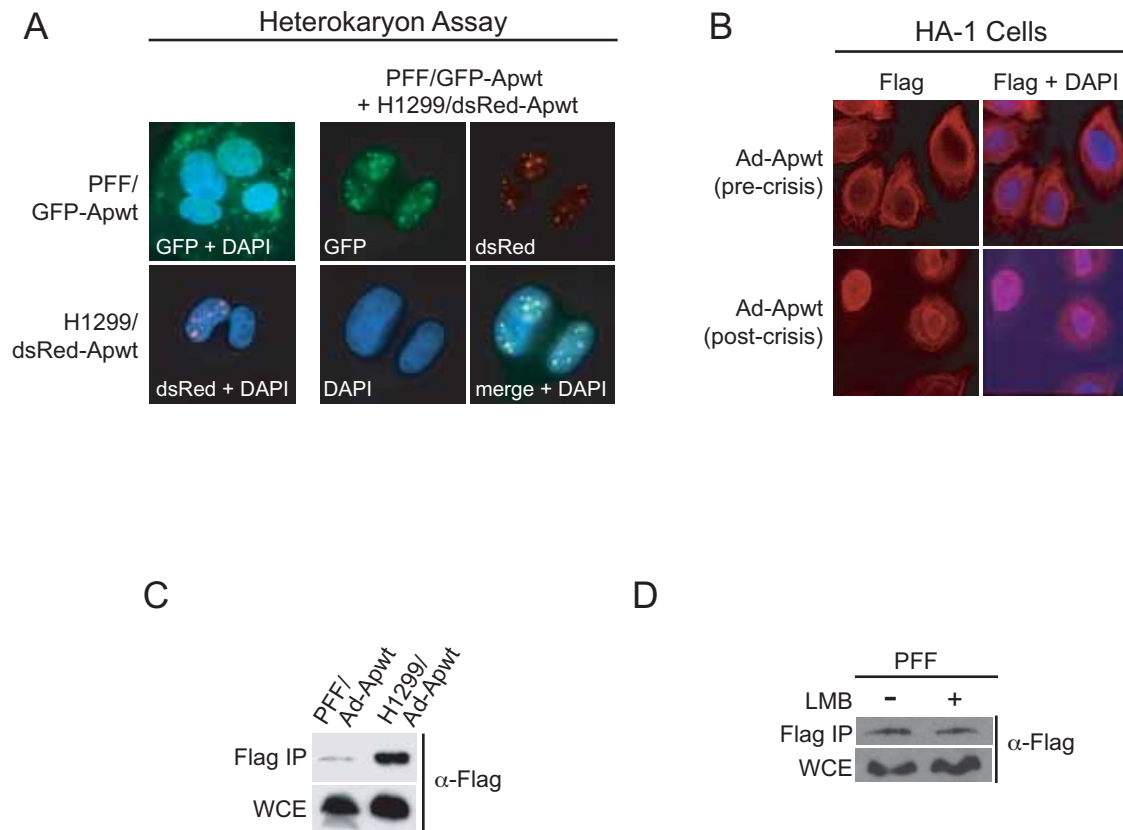 A
Heterokaryon Assay
PFF/GFP-Apwt
+ H1299/dsRed-Apwt
PFF/
GFP-Apwt
GFP + DAPI
GFP
dsRed
H1299/
dsRed-Apwt
dsRed + DAPI
DAPI
merge + DAPI
B
HA-1 Cells
Flag
Flag + DAPI
Ad-Apwt
(pre-crisis)
Ad-Apwt
(post-crisis)
C
PFF/
Ad-Apwt
H1299/
Ad-Apwt
Flag IP
WCE
α-Flag
D
PFF
LMB - +
Flag IP
WCE
α-Flag